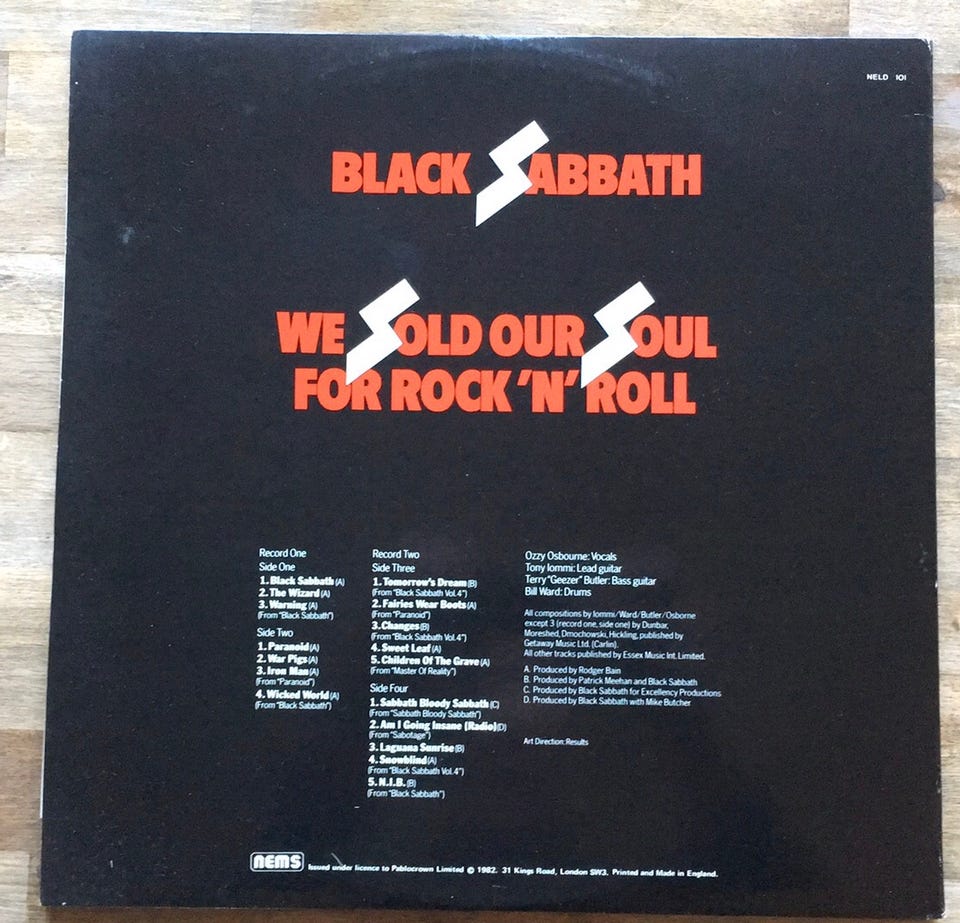 NELD 101
BLACK SABBATH
WE SOLD OUR SOUL
FOR ROCK 'N' ROLL
Record One
Side One
1. Black Sabbath (A)
2. The Wizard (A)
3. Warning (A)
(From "Black Sabbath")
Side Two
1. Paranoid (A)
2. War Pigs (A)
3. Iron Man (A)
(From "Paranoid")
4. Wicked World (A)
(From "Black Sabbath")
Record Two
Side Three
1. Tomorrow's Dream (B)
(From "Black Sabbath Vol.4")
2. Fairies Wear Boots (A)
(From "Paranoid")
3. Changes (B)
(From "Black Sabbath Vol.4")
4. Sweet Leaf (A)
5. Children Of The Grave (A)
(From "Master Of Reality")
Side Four
1. Sabbath Bloody Sabbath (C)
(From "Sabbath Bloody Sabbath")
2. Am I Going Insane (Radio) (D)
(From "Sabotage")
3. Laguana Sunrise (B)
4. Snowblind (A)
(From "Black Sabbath Vol.4")
5. N.I.B. (B)
(From "Black Sabbath")
Ozzy Osbourne: Vocals
Tony Iommi: Lead guitar
Terry "Geezer" Butler: Bass guitar
Bill Ward: Drums
All compositions by Iommi/Ward/Butler/Osborne
except 3 (record one, side one) by Dunbar,
Moreshed, Dmochowski, Hickling, published by
Getaway Music Ltd. (Carlin).
All other tracks published by Essex Music Int. Limited.
A. Produced by Rodger Bain
B. Produced by Patrick Meehan and Black Sabbath
C. Produced by Black Sabbath for Excellency Productions
D. Produced by Black Sabbath with Mike Butcher
Art Direction: Results
nems Issued under licence to Pablocrown Limited © 1982. 31 Kings Road, London SW3. Printed and Made in England.